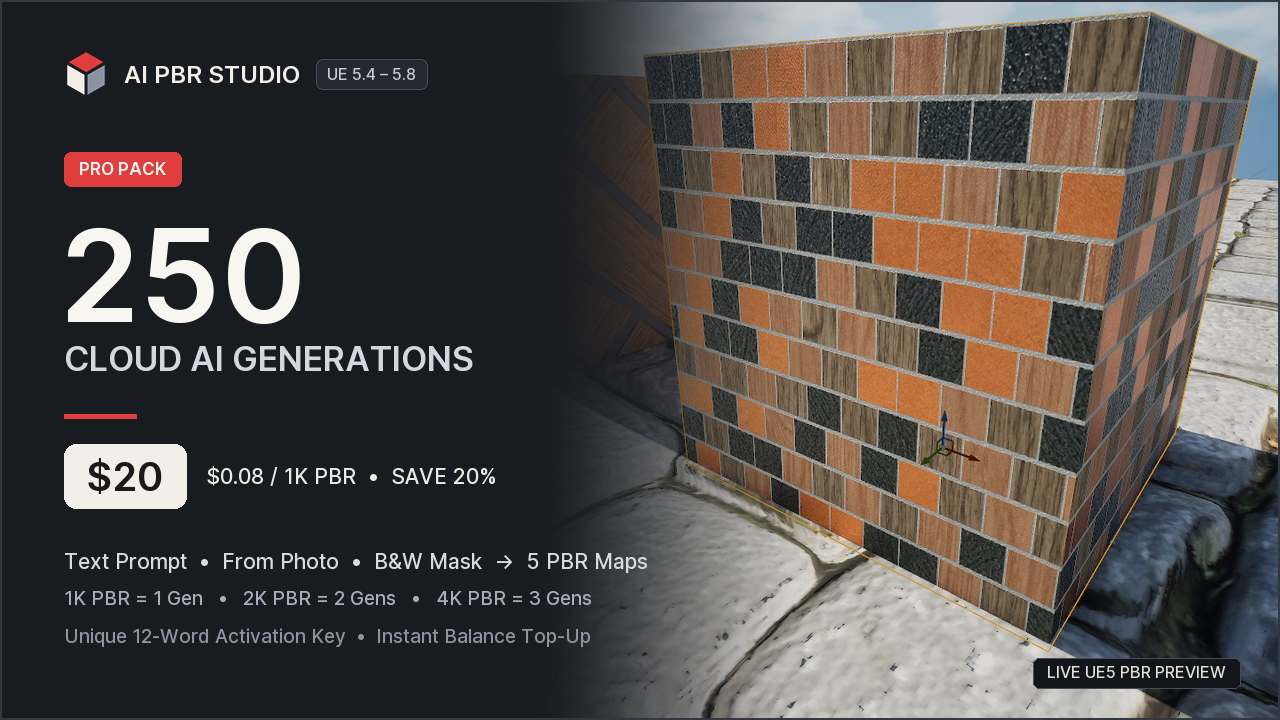 AI PBR STUDIO UE 5.4 – 5.8
PRO PACK
250
CLOUD AI GENERATIONS
$20 $0.08 / 1K PBR • SAVE 20%
Text Prompt • From Photo • B&W Mask → 5 PBR Maps
1K PBR = 1 Gen • 2K PBR = 2 Gens • 4K PBR = 3 Gens
Unique 12-Word Activation Key • Instant Balance Top-Up
LIVE UE5 PBR PREVIEW